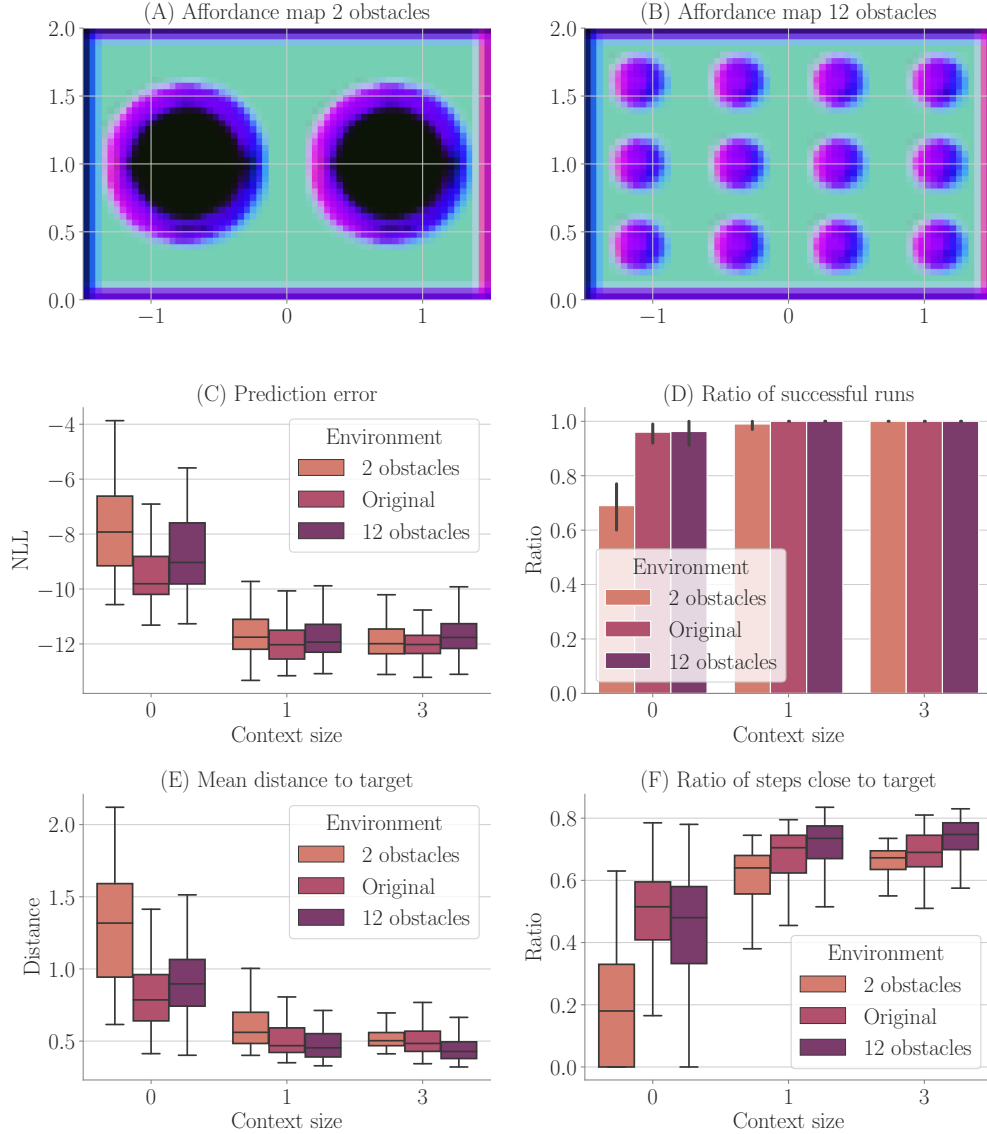 (A) Affordance map 2 obstacles
2.0
1.5
1.0
0.5
0.0
−1
0
1
(B) Affordance map 12 obstacles
2.0
1.5
1.0
0.5
0.0
−1
0
1
(C) Prediction error
NLL
−4
−6
−8
−10
−12
Environment
2 obstacles
Original
12 obstacles
0
1
3
Context size
(D) Ratio of successful runs
Ratio
1.0
0.8
0.6
0.4
0.2
0.0
Environment
2 obstacles
Original
12 obstacles
0
1
3
Context size
(E) Mean distance to target
Distance
2.0
1.5
1.0
0.5
Environment
2 obstacles
Original
12 obstacles
0
1
3
Context size
(F) Ratio of steps close to target
Ratio
0.8
0.6
0.4
0.2
0.0
Environment
2 obstacles
Original
12 obstacles
0
1
3
Context size